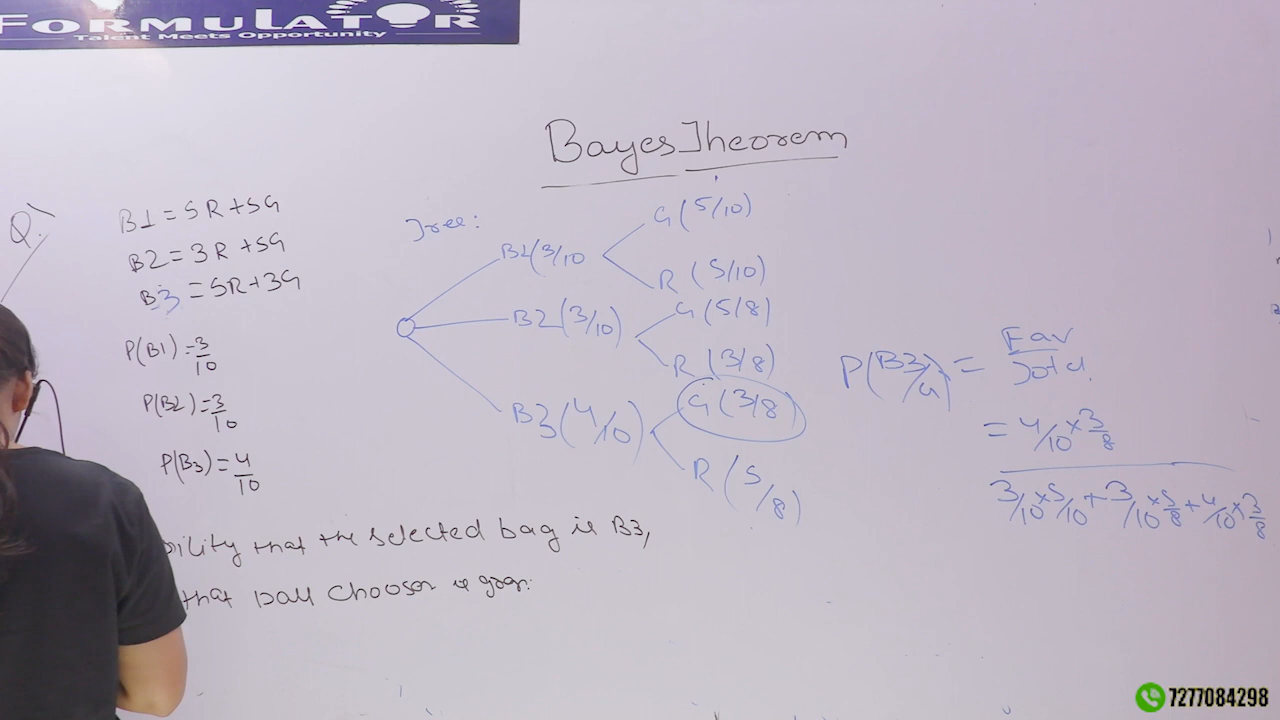 FORMULATOR
Talent Meets Opportunity
Bayes Theorem
Q.)
B1 = 5R + 5G
B2 = 3R + 5G
B3 = 5R + 3G
P(B1) = 3/10
P(B2) = 3/10
P(B3) = 4/10
Tree:
B1(3/10
G(5/10)
R (5/10)
B2(3/10)
G(5/8)
R (3/8)
B3(4/10)
G(3/8)
R (5/8)
P(B3/G) = Fav/Total
= 4/10 × 3/8
3/10 × 5/10 + 3/10 × 5/8 + 4/10 × 3/8
bility that the selected bag is B3,
that ball choosen is
7277084298